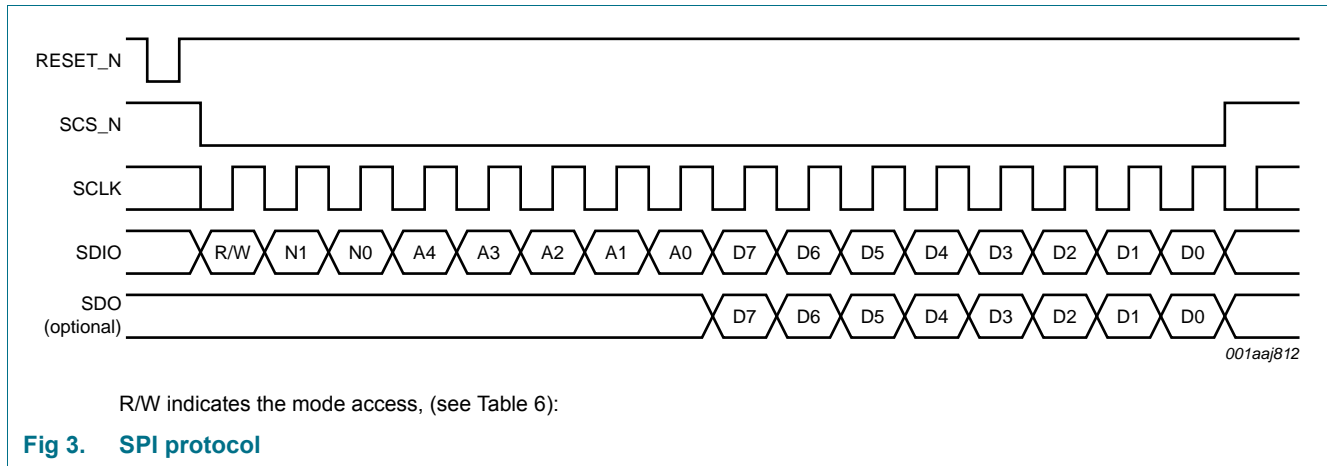 RESET_N
SCS_N
SCLK
SDIO R/W N1 N0 A4 A3 A2 A1 A0 D7 D6 D5 D4 D3 D2 D1 D0
SDO
(optional) D7 D6 D5 D4 D3 D2 D1 D0
001aaj812
R/W indicates the mode access, (see Table 6):
Fig 3. SPI protocol